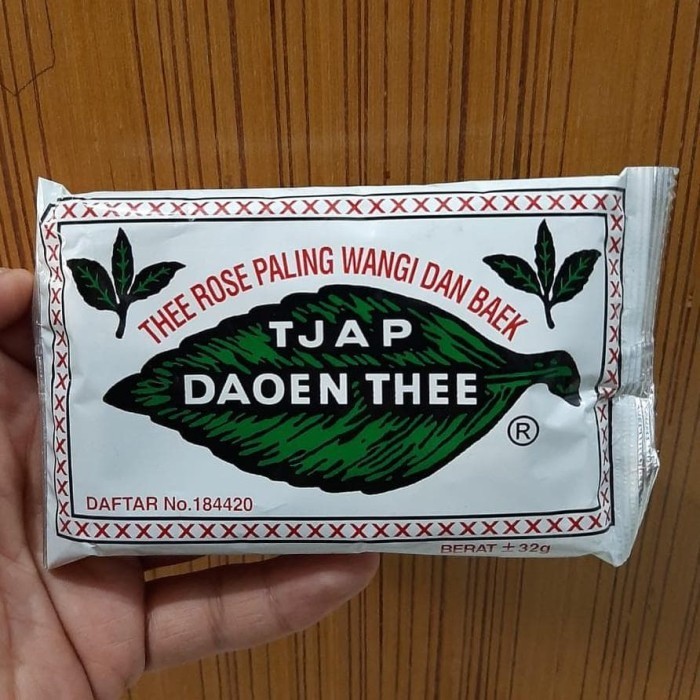 THEE ROSE PALING WANGI DAN BAEK
TJAP
DAOEN THEE
®
DAFTAR No.184420
BERAT ± 32g